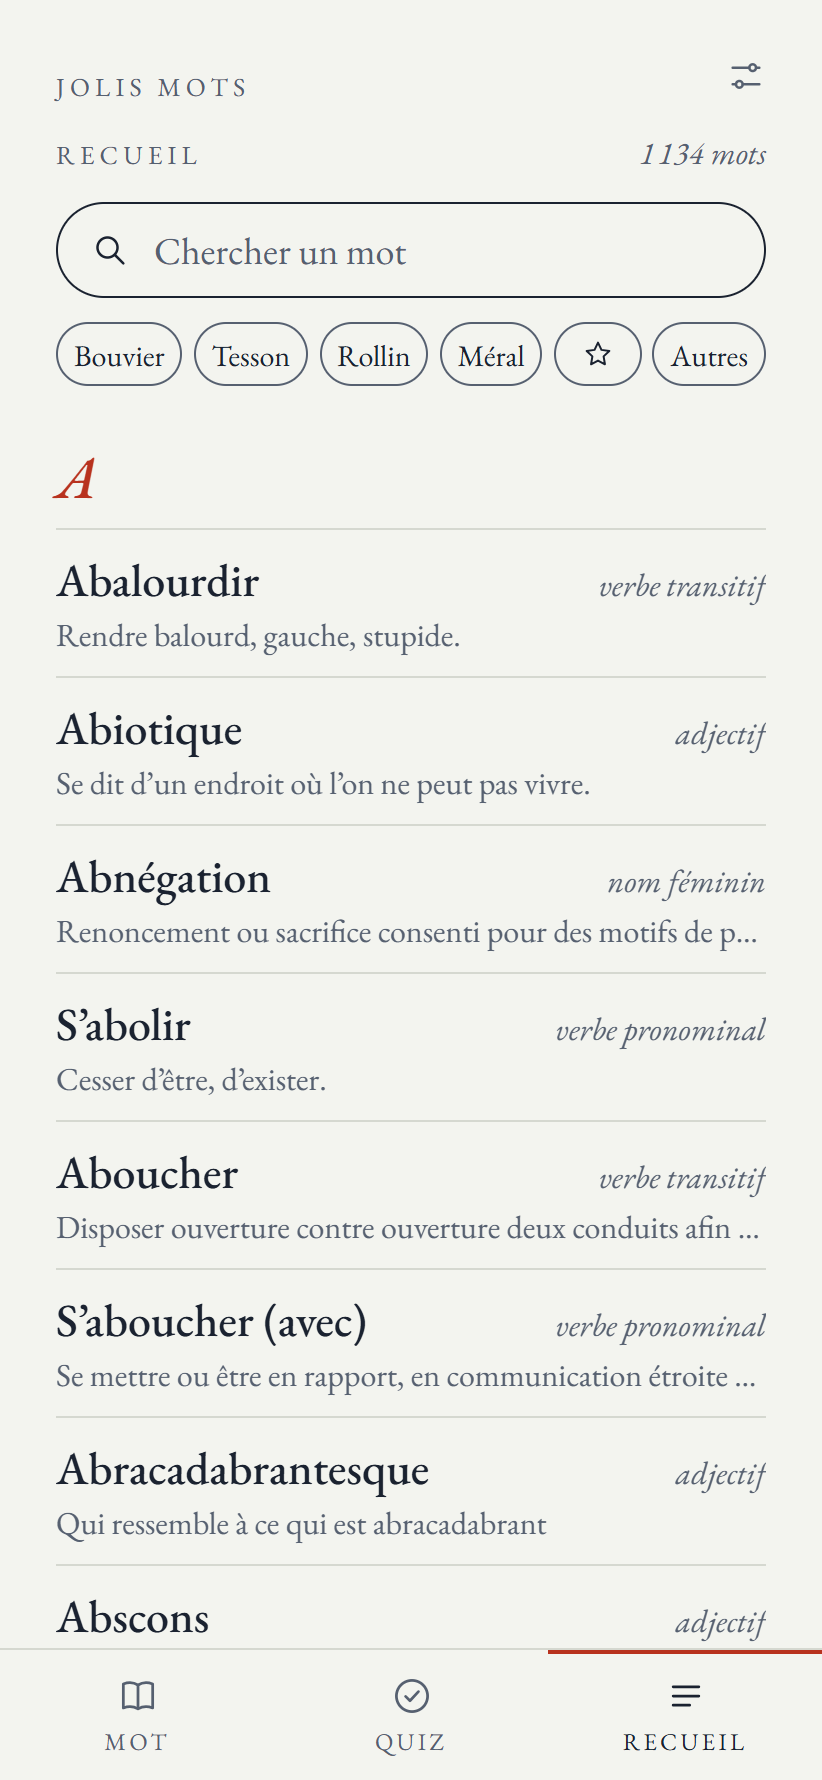 JOLIS MOTS
RECUEIL
1 134 mots
Chercher un mot
Bouvier Tesson Rollin Méral Autres
A
Abalourdir verbe transitif
Rendre balourd, gauche, stupide.
Abiotique adjectif
Se dit d’un endroit où l’on ne peut pas vivre.
Abnégation nom féminin
Renoncement ou sacrifice consenti pour des motifs de p...
S’abolir verbe pronominal
Cesser d’être, d’exister.
Aboucher verbe transitif
Disposer ouverture contre ouverture deux conduits afin ...
S’aboucher (avec) verbe pronominal
Se mettre ou être en rapport, en communication étroite ...
Abracadabrantesque adjectif
Qui ressemble à ce qui est abracadabrant
Abscons adjectif
MOT QUIZ RECUEIL